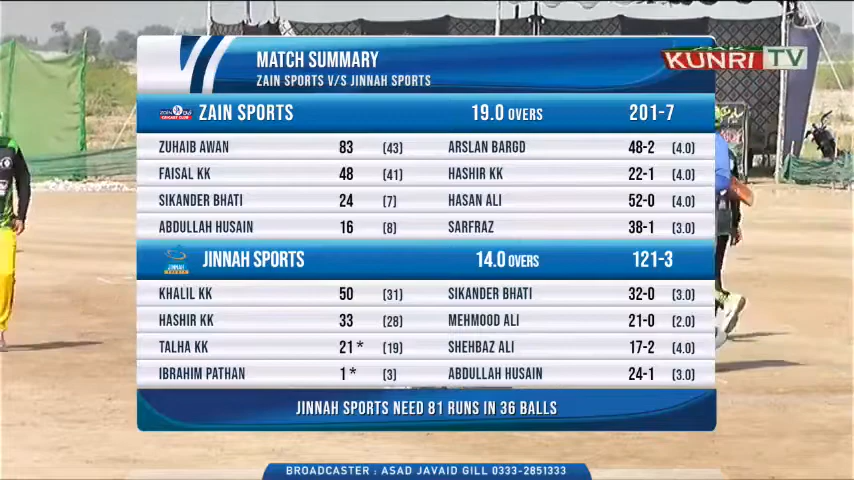 MATCH SUMMARY
ZAIN SPORTS V/S JINNAH SPORTS
KUNRI TV
ZAIN SPORTS 19.0 OVERS 201-7
ZUHAIB AWAN 83 (43) ARSLAN BARGD 48-2 (4.0)
FAISAL KK 48 (41) HASHIR KK 22-1 (4.0)
SIKANDER BHATI 24 (7) HASAN ALI 52-0 (4.0)
ABDULLAH HUSAIN 16 (8) SARFRAZ 38-1 (3.0)
JINNAH SPORTS 14.0 OVERS 121-3
KHALIL KK 50 (31) SIKANDER BHATI 32-0 (3.0)
HASHIR KK 33 (28) MEHMOOD ALI 21-0 (2.0)
TALHA KK 21* (19) SHEHBAZ ALI 17-2 (4.0)
IBRAHIM PATHAN 1* (3) ABDULLAH HUSAIN 24-1 (3.0)
JINNAH SPORTS NEED 81 RUNS IN 36 BALLS
BROADCASTER : ASAD JAVAID GILL 0333-2851333